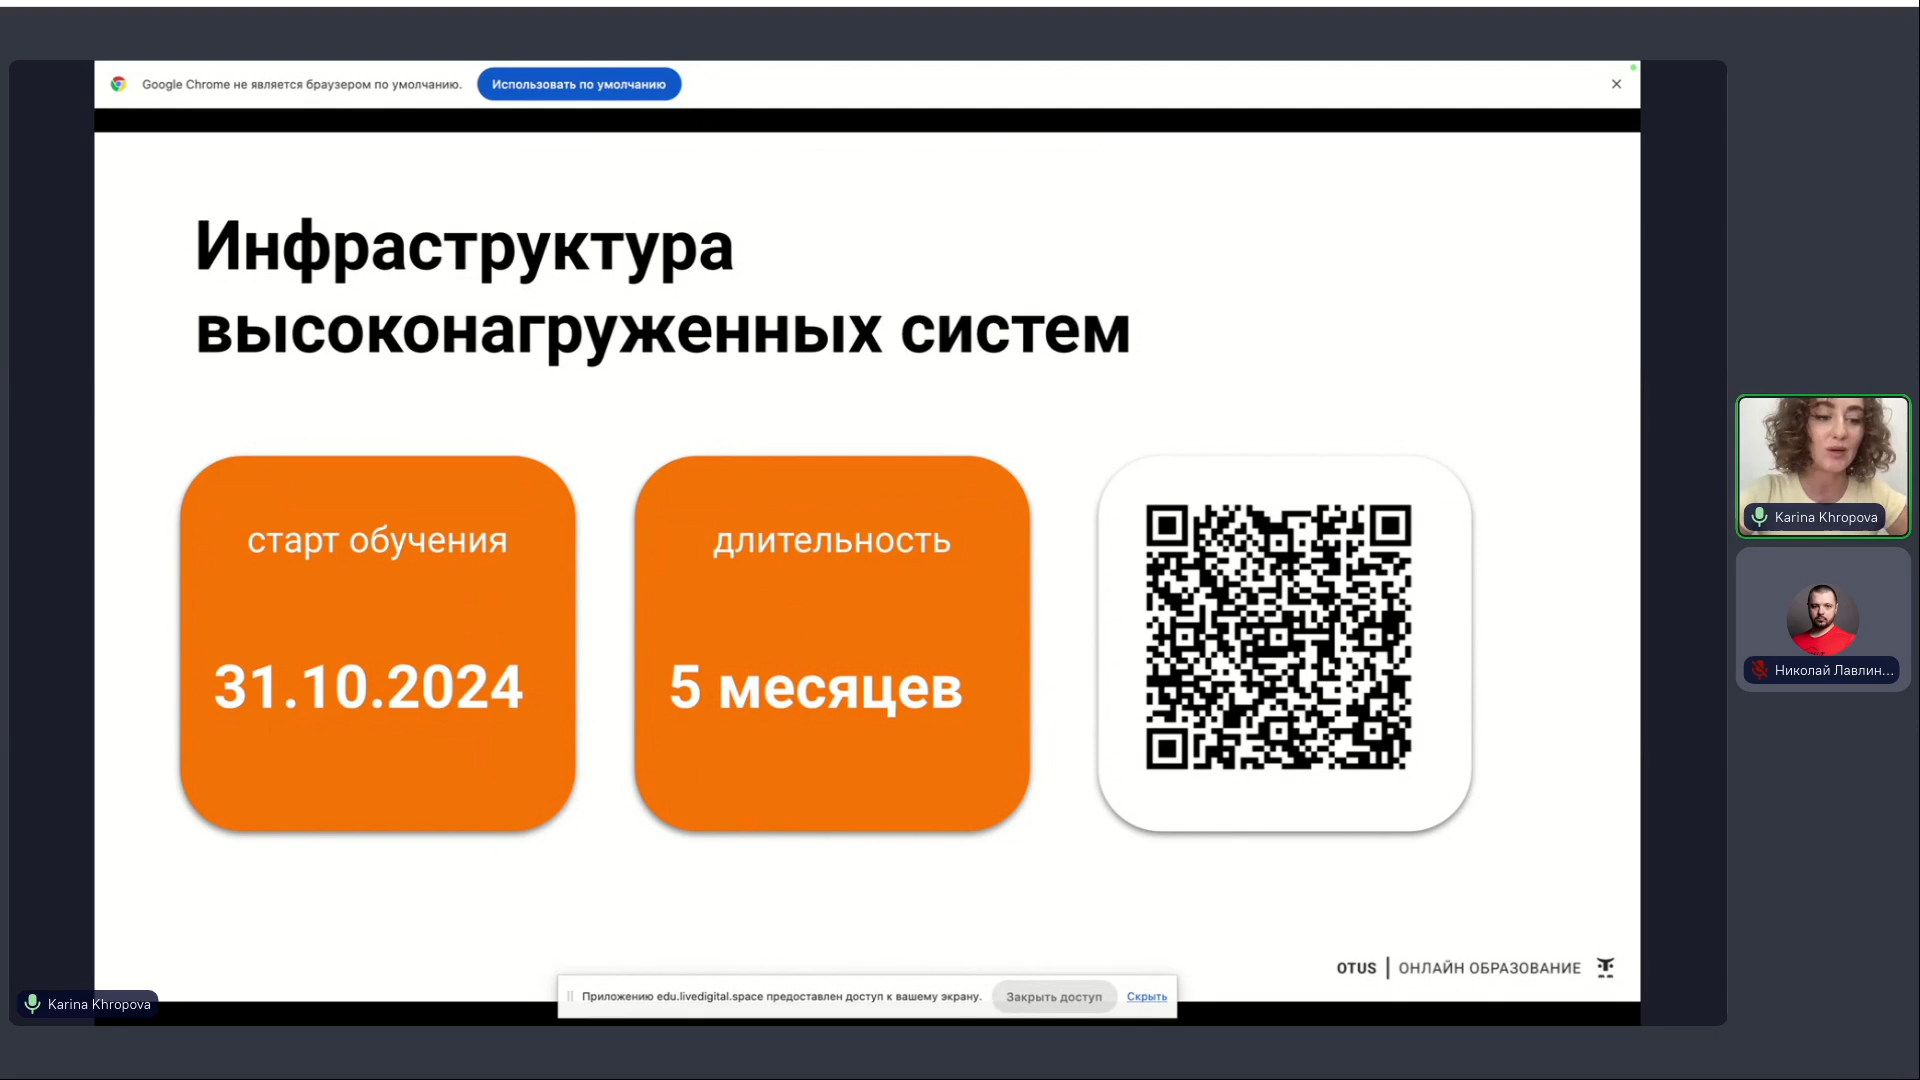 Google Chrome не является браузером по умолчанию.
Использовать по умолчанию
Инфраструктура
высоконагруженных систем
старт обучения
31.10.2024
длительность
5 месяцев
Karina Khropova
Николай Лавлин...
OTUS | ОНЛАЙН ОБРАЗОВАНИЕ
Приложению edu.livedigital.space предоставлен доступ к вашему экрану.
Закрыть доступ
Скрыть
Karina Khropova